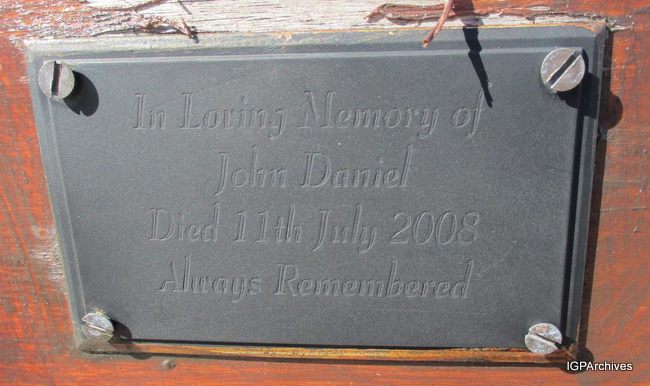 In Loving Memory of
John Daniel
Died 11th July 2008
Always Remembered
IGPArchives